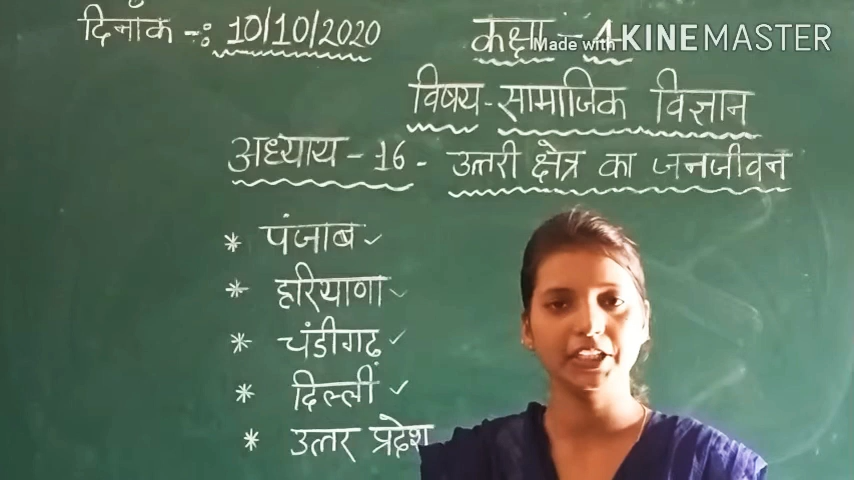 दिनांक -: 10/10/2020
कक्षा - 4
Made with KINEMASTER
विषय - सामाजिक विज्ञान
अध्याय - 16 - उत्तरी क्षेत्र का जनजीवन
* पंजाब ✓
* हरियाणा ✓
* चंडीगढ़ ✓
* दिल्ली ✓
* उत्तर प्रदेश